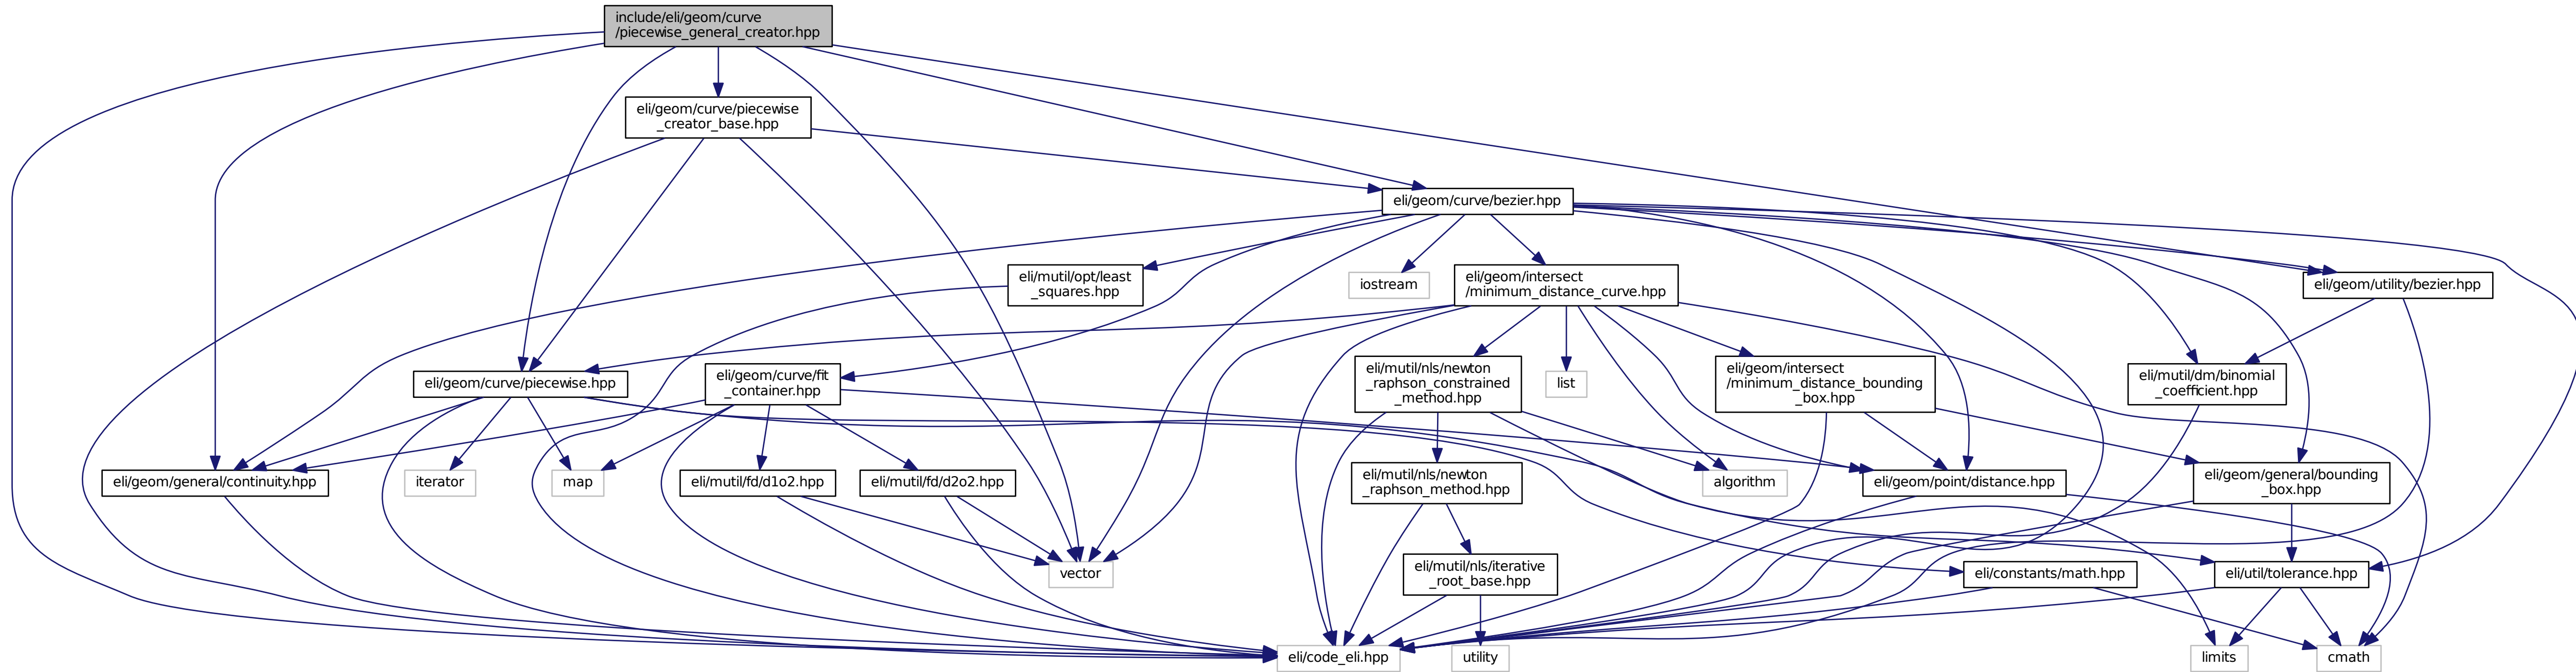 include/eli/geom/curve
/piecewise_general_creator.hpp
eli/geom/curve/piecewise
_creator_base.hpp
eli/geom/curve/bezier.hpp
eli/mutil/opt/least
_squares.hpp
iostream
eli/geom/intersect
/minimum_distance_curve.hpp
eli/geom/utility/bezier.hpp
eli/geom/curve/piecewise.hpp
eli/geom/curve/fit
_container.hpp
eli/mutil/nls/newton
_raphson_constrained
_method.hpp
list
eli/geom/intersect
/minimum_distance_bounding
_box.hpp
eli/mutil/dm/binomial
_coefficient.hpp
eli/geom/general/continuity.hpp
iterator
map
eli/mutil/fd/d1o2.hpp
eli/mutil/fd/d2o2.hpp
eli/mutil/nls/newton
_raphson_method.hpp
algorithm
eli/geom/point/distance.hpp
eli/geom/general/bounding
_box.hpp
vector
eli/mutil/nls/iterative
_root_base.hpp
eli/constants/math.hpp
eli/util/tolerance.hpp
eli/code_eli.hpp
utility
limits
cmath